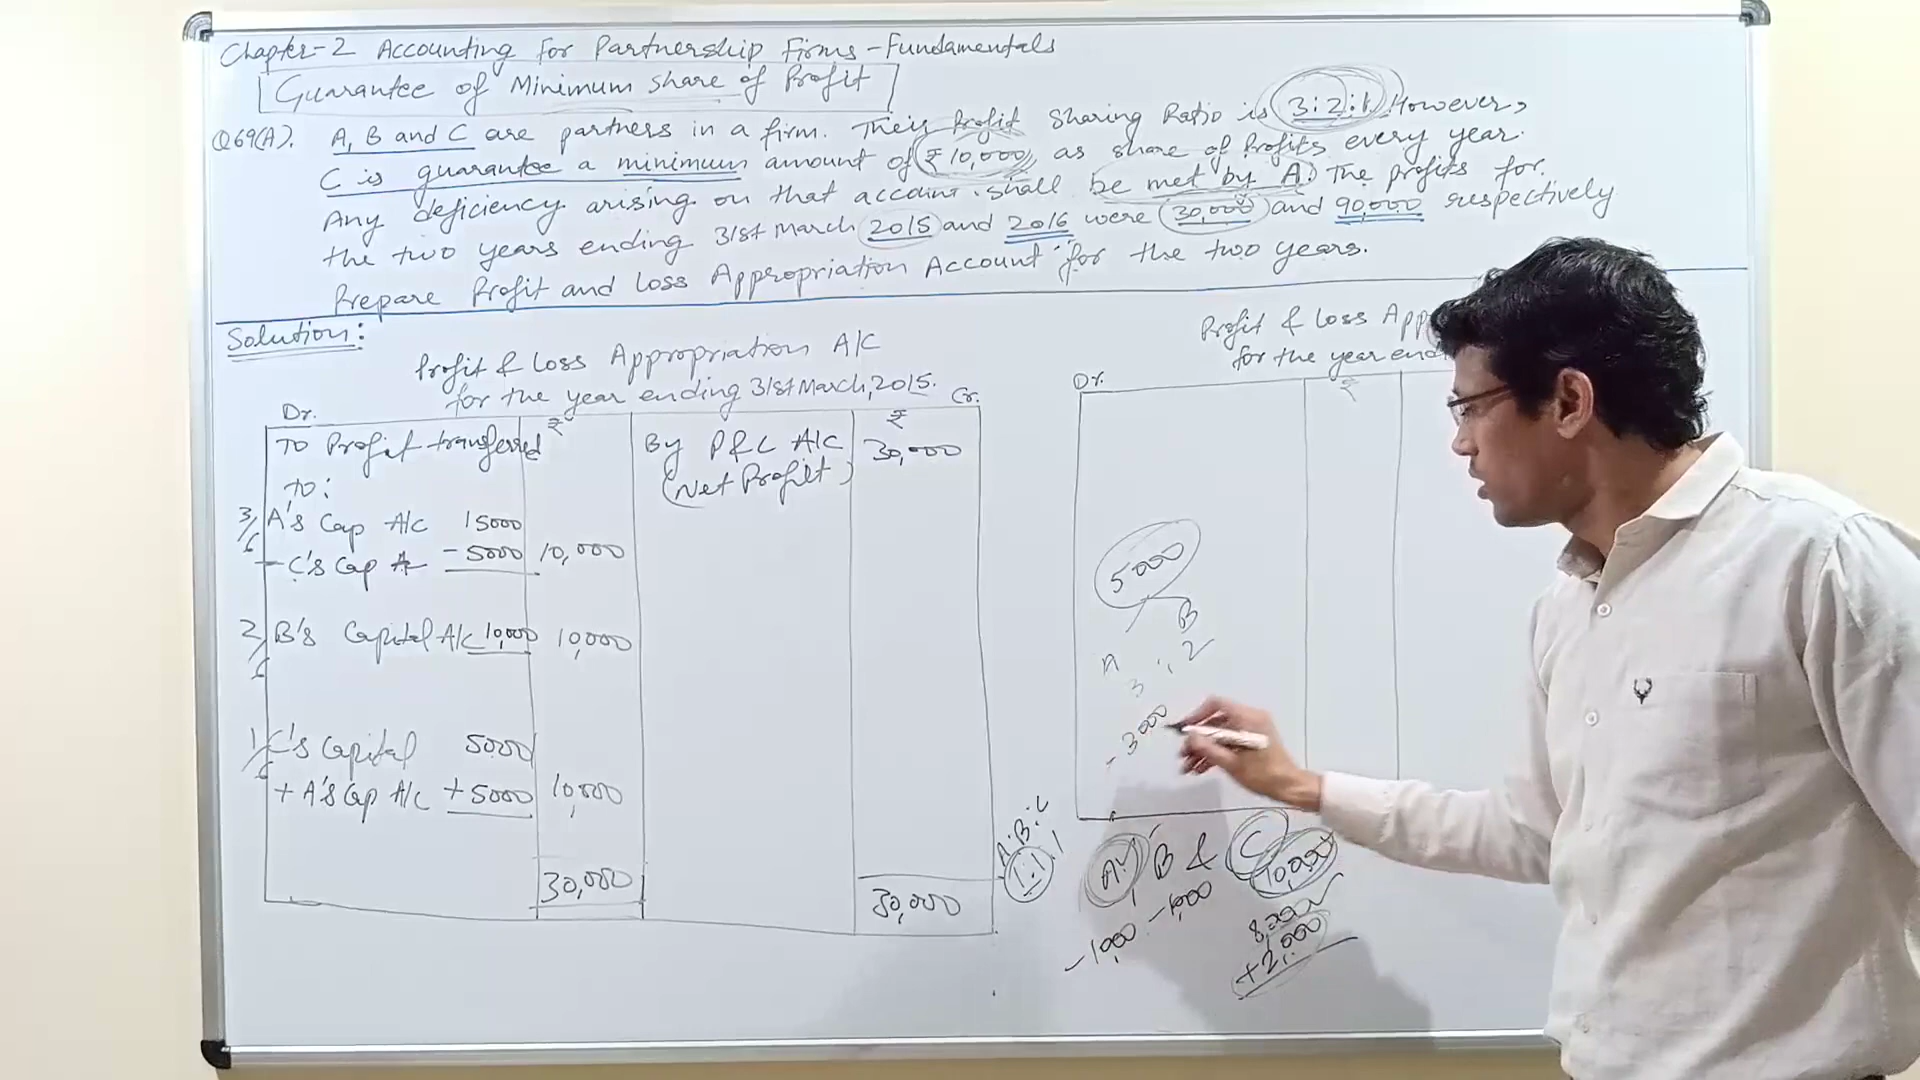 Chapter-2 Accounting for Partnership Firms - Fundamentals
Guarantee of Minimum share of Profit
Q69(A). A, B and C are partners in a firm. Their Profit Sharing Ratio is 3:2:1. However,
C is guarantee a minimum amount of ₹10,000 as share of Profits every year.
Any deficiency arising on that account shall be met by A. The profits for
the two years ending 31st March 2015 and 2016 were 30,000 and 90,000 respectively
Prepare Profit and Loss Appropriation Account for the two years.
Solution:
Profit & Loss Appropriation A/C
for the year ending 31st March, 2015.
Dr. Cr.
₹ ₹
To Profit transferred By P&L A/C 30,000
To: (Net Profit)
3/6 A's Cap A/C 15000
- C's Cap A - 5000 10,000
2/6 B's Capital A/C 10,000 10,000
1/6 C's Capital 5000
+ A's Cap A/C + 5000 10,000
30,000 30,000
Profit & Loss App
for the year end
Dr.
₹
5000
B
A
3 : 2
- 3000
A:B:C
1:1
A, B & C
10,000
- 1,000 - 1,000
8,000
+ 2,000